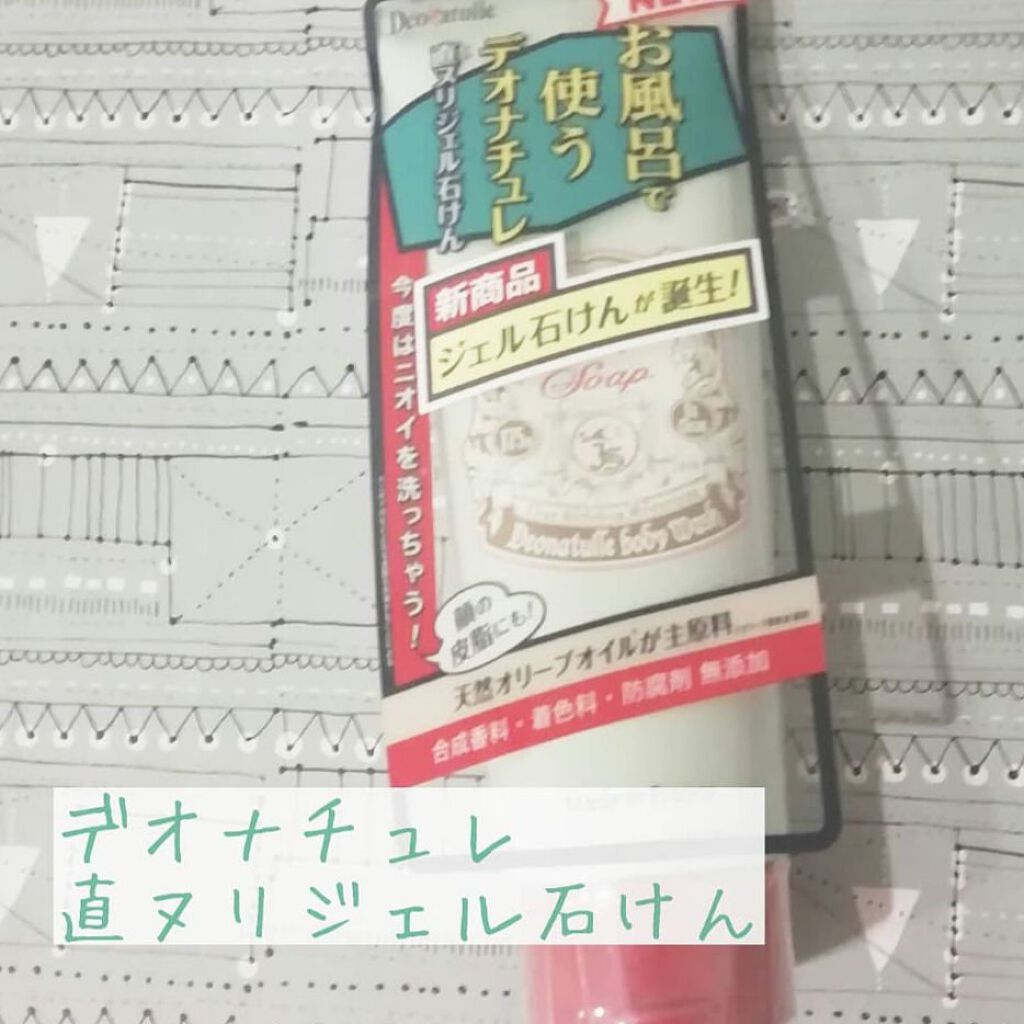 Deonatulle
NEW
お風呂で
使う
デオナチュレ
直ヌリジェル石けん
新商品
ジェル石けんが誕生!
今度はニオイを洗っちゃう!
Soap
Deonatulle body Wash
顔の
皮脂にも!
天然オリーブオイルが主原料
合成香料・着色料・防腐剤 無添加
デオナチュレ
直ヌリジェル石けん